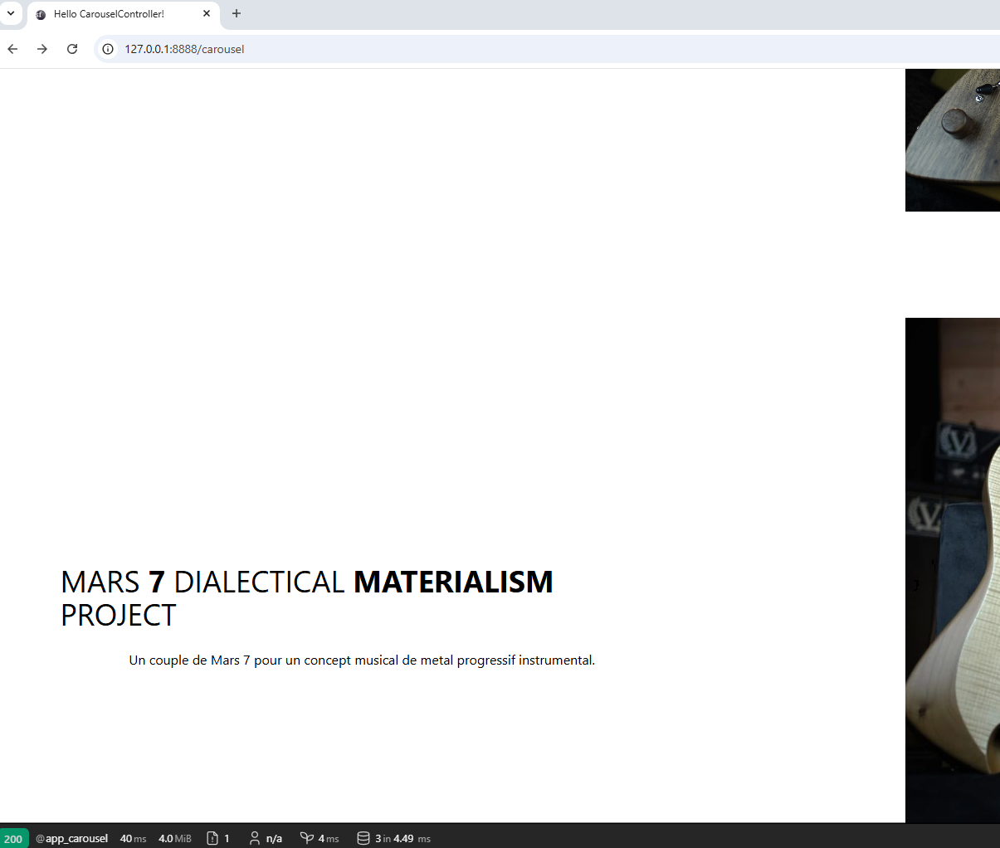 Hello CarouselController!
127.0.0.1:8888/carousel
MARS 7 DIALECTICAL MATERIALISM
PROJECT
Un couple de Mars 7 pour un concept musical de metal progressif instrumental.
200 @app_carousel 40 ms 4.0 MiB 1 n/a 4 ms 3 in 4.49 ms